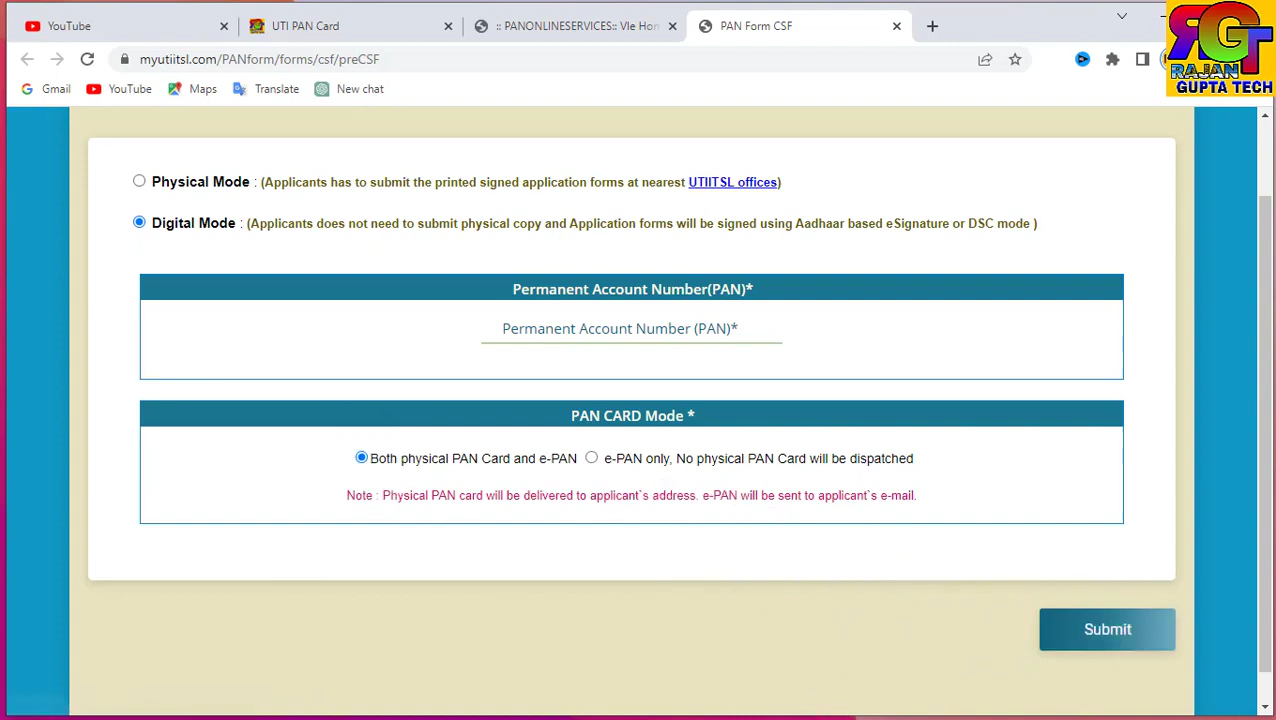 YouTube
UTI PAN Card
:: PANONLINESERVICES:: Vle Hom
PAN Form CSF
myutiitsl.com/PANform/forms/csf/preCSF
Gmail
YouTube
Maps
Translate
New chat
RGT
RAJAN
GUPTA TECH
Physical Mode : (Applicants has to submit the printed signed application forms at nearest UTIITSL offices)
Digital Mode : (Applicants does not need to submit physical copy and Application forms will be signed using Aadhaar based eSignature or DSC mode )
Permanent Account Number(PAN)*
Permanent Account Number (PAN)*
PAN CARD Mode *
Both physical PAN Card and e-PAN e-PAN only, No physical PAN Card will be dispatched
Note : Physical PAN card will be delivered to applicant`s address. e-PAN will be sent to applicant`s e-mail.
Submit